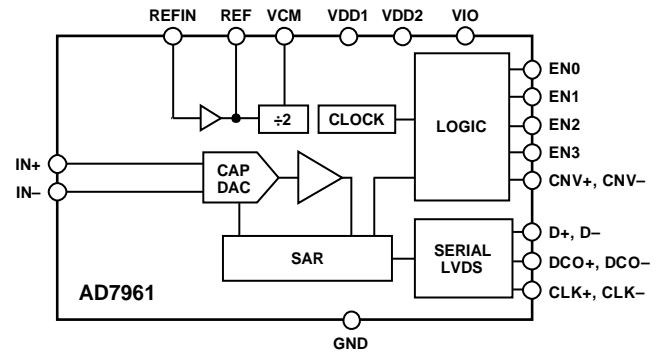 REFIN REF VCM VDD1 VDD2 VIO
÷2
CLOCK
LOGIC
EN0
EN1
EN2
EN3
CNV+, CNV–
IN+
IN–
CAP
DAC
SAR
SERIAL
LVDS
D+, D–
DCO+, DCO–
CLK+, CLK–
AD7961
GND